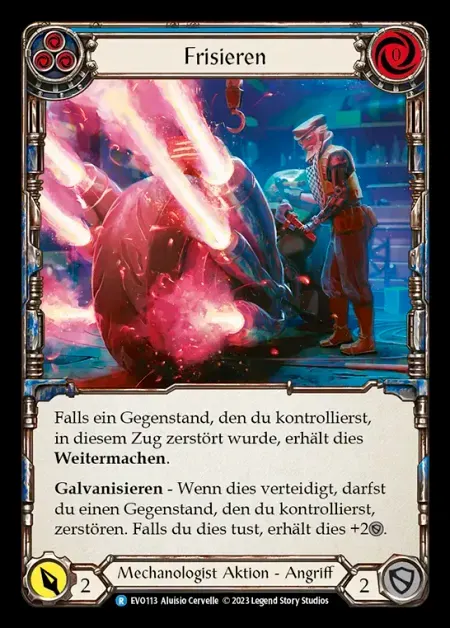 Frisieren
0
Falls ein Gegenstand, den du kontrollierst,
in diesem Zug zerstört wurde, erhält dies
Weitermachen.
Galvanisieren - Wenn dies verteidigt, darfst
du einen Gegenstand, den du kontrollierst,
zerstören. Falls du dies tust, erhält dies +2.
2
Mechanologist Aktion - Angriff
2
R EVO113 Aluisio Cervelle © 2023 Legend Story Studios